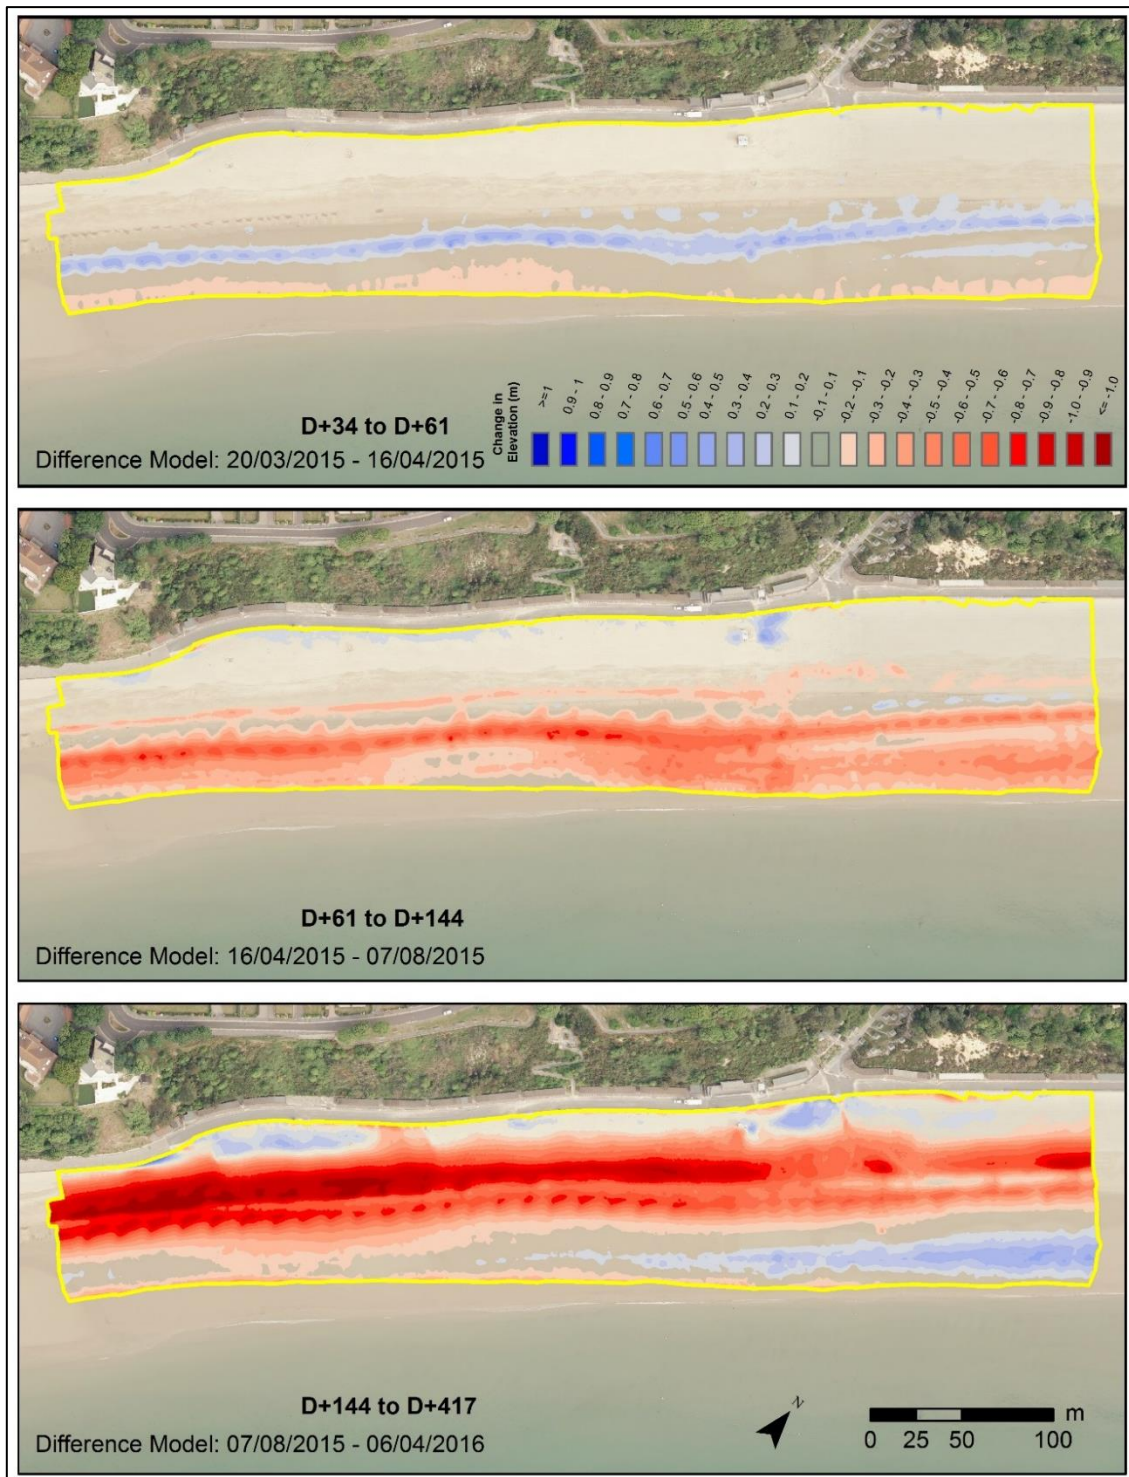 Change in
Elevation (m)
>=1
0.9 - 1
0.8 - 0.9
0.7 - 0.8
0.6 - 0.7
0.5 - 0.6
0.4 - 0.5
0.3 - 0.4
0.2 - 0.3
0.1 - 0.2
-0.1 - 0.1
-0.2 - -0.1
-0.3 - -0.2
-0.4 - -0.3
-0.5 - -0.4
-0.6 - -0.5
-0.7 - -0.6
-0.8 - -0.7
-0.9 - -0.8
-1.0 - -0.9
<= -1.0
D+34 to D+61
Difference Model: 20/03/2015 - 16/04/2015
D+61 to D+144
Difference Model: 16/04/2015 - 07/08/2015
D+144 to D+417
Difference Model: 07/08/2015 - 06/04/2016
N
m
0 25 50 100